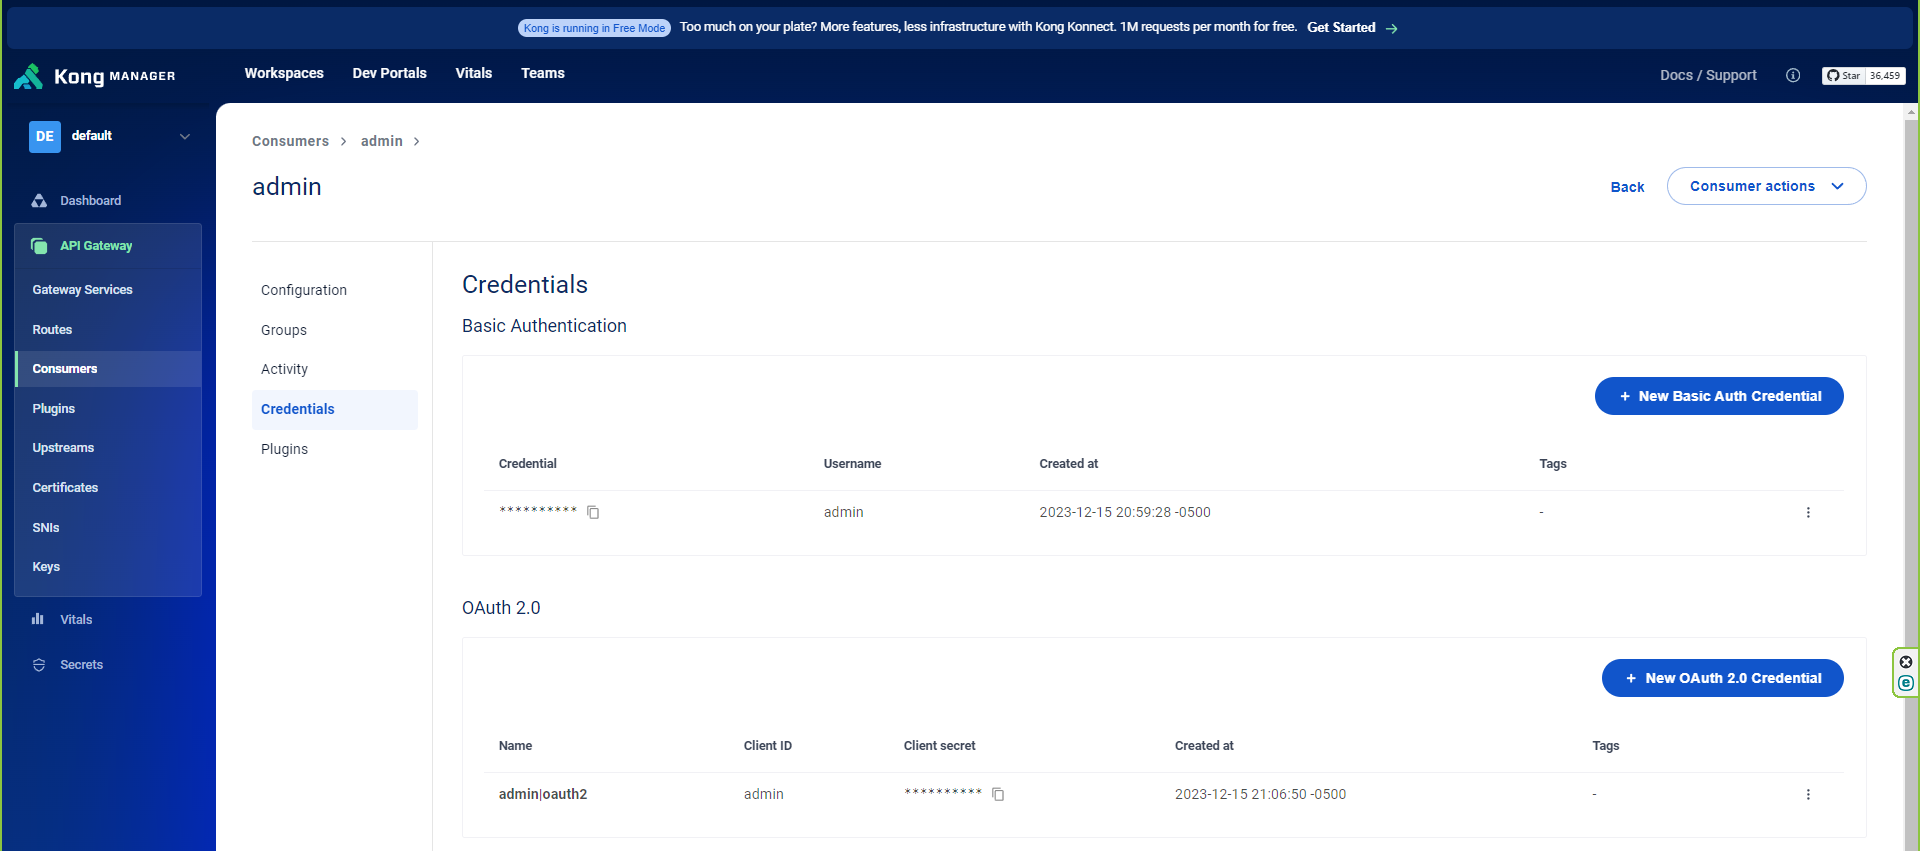 Kong is running in Free Mode Too much on your plate? More features, less infrastructure with Kong Konnect. 1M requests per month for free. Get Started →
Kong MANAGER Workspaces Dev Portals Vitals Teams Docs / Support Star 36,459
DE default
Dashboard
API Gateway
Gateway Services
Routes
Consumers
Plugins
Upstreams
Certificates
SNIs
Keys
Vitals
Secrets
Consumers > admin >
admin
Back Consumer actions
Configuration
Groups
Activity
Credentials
Plugins
Credentials
Basic Authentication
+ New Basic Auth Credential
Credential Username Created at Tags
********** admin 2023-12-15 20:59:28 -0500 -
OAuth 2.0
+ New OAuth 2.0 Credential
Name Client ID Client secret Created at Tags
admin|oauth2 admin ********** 2023-12-15 21:06:50 -0500 -